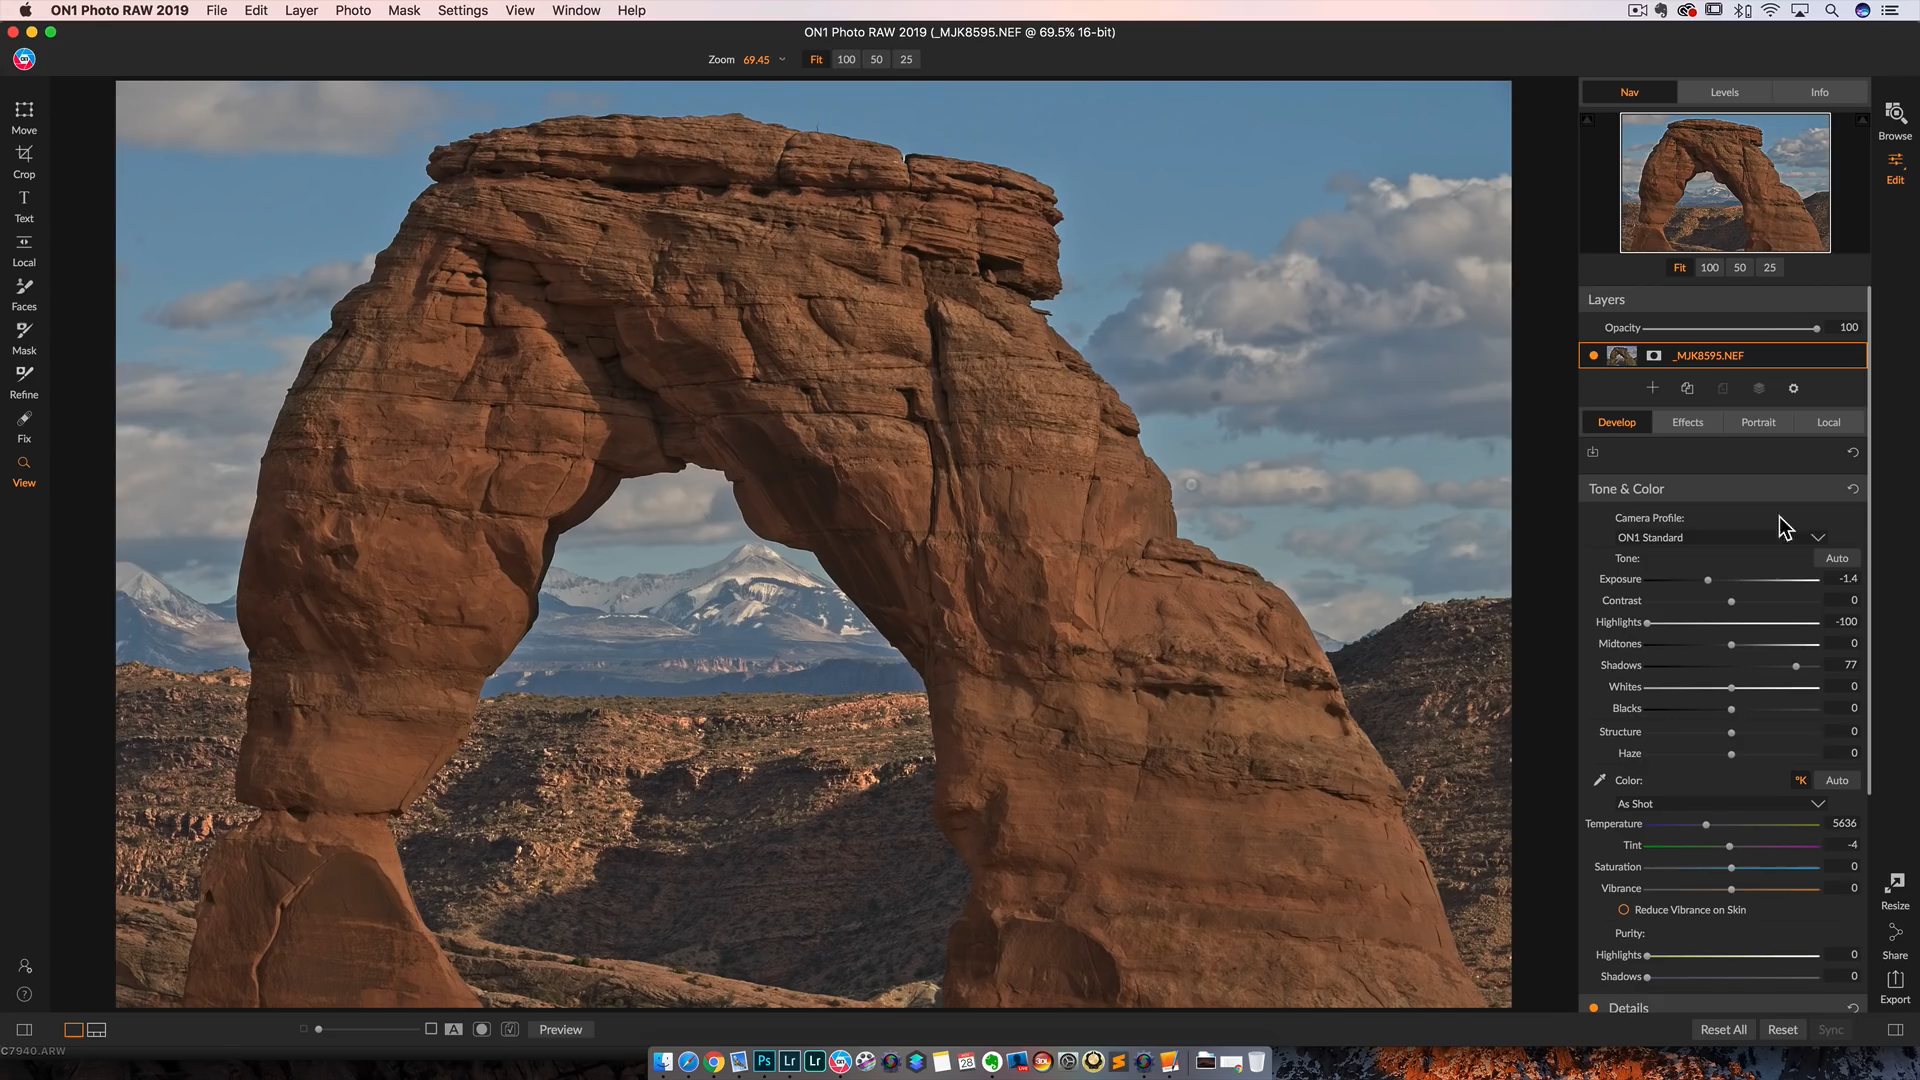 ON1 Photo RAW 2019 File Edit Layer Photo Mask Settings View Window Help
ON1 Photo RAW 2019 (_MJK8595.NEF @ 69.5% 16-bit)
Zoom 69.45 Fit 100 50 25
Move
Crop
Text
Local
Faces
Mask
Refine
Fix
View
Nav Levels Info
Fit 100 50 25
Browse
Edit
Layers
Opacity 100
_MJK8595.NEF
Develop Effects Portrait Local
Tone & Color
Camera Profile:
ON1 Standard
Tone: Auto
Exposure -1.4
Contrast 0
Highlights -100
Midtones 0
Shadows 77
Whites 0
Blacks 0
Structure 0
Haze 0
Color: °K Auto
As Shot
Temperature 5636
Tint -4
Saturation 0
Vibrance 0
Reduce Vibrance on Skin
Purity:
Highlights 0
Shadows 0
Details
Resize
Share
Export
A Preview
Reset All Reset Sync
C7940.ARW
Ps Lr Lr 28